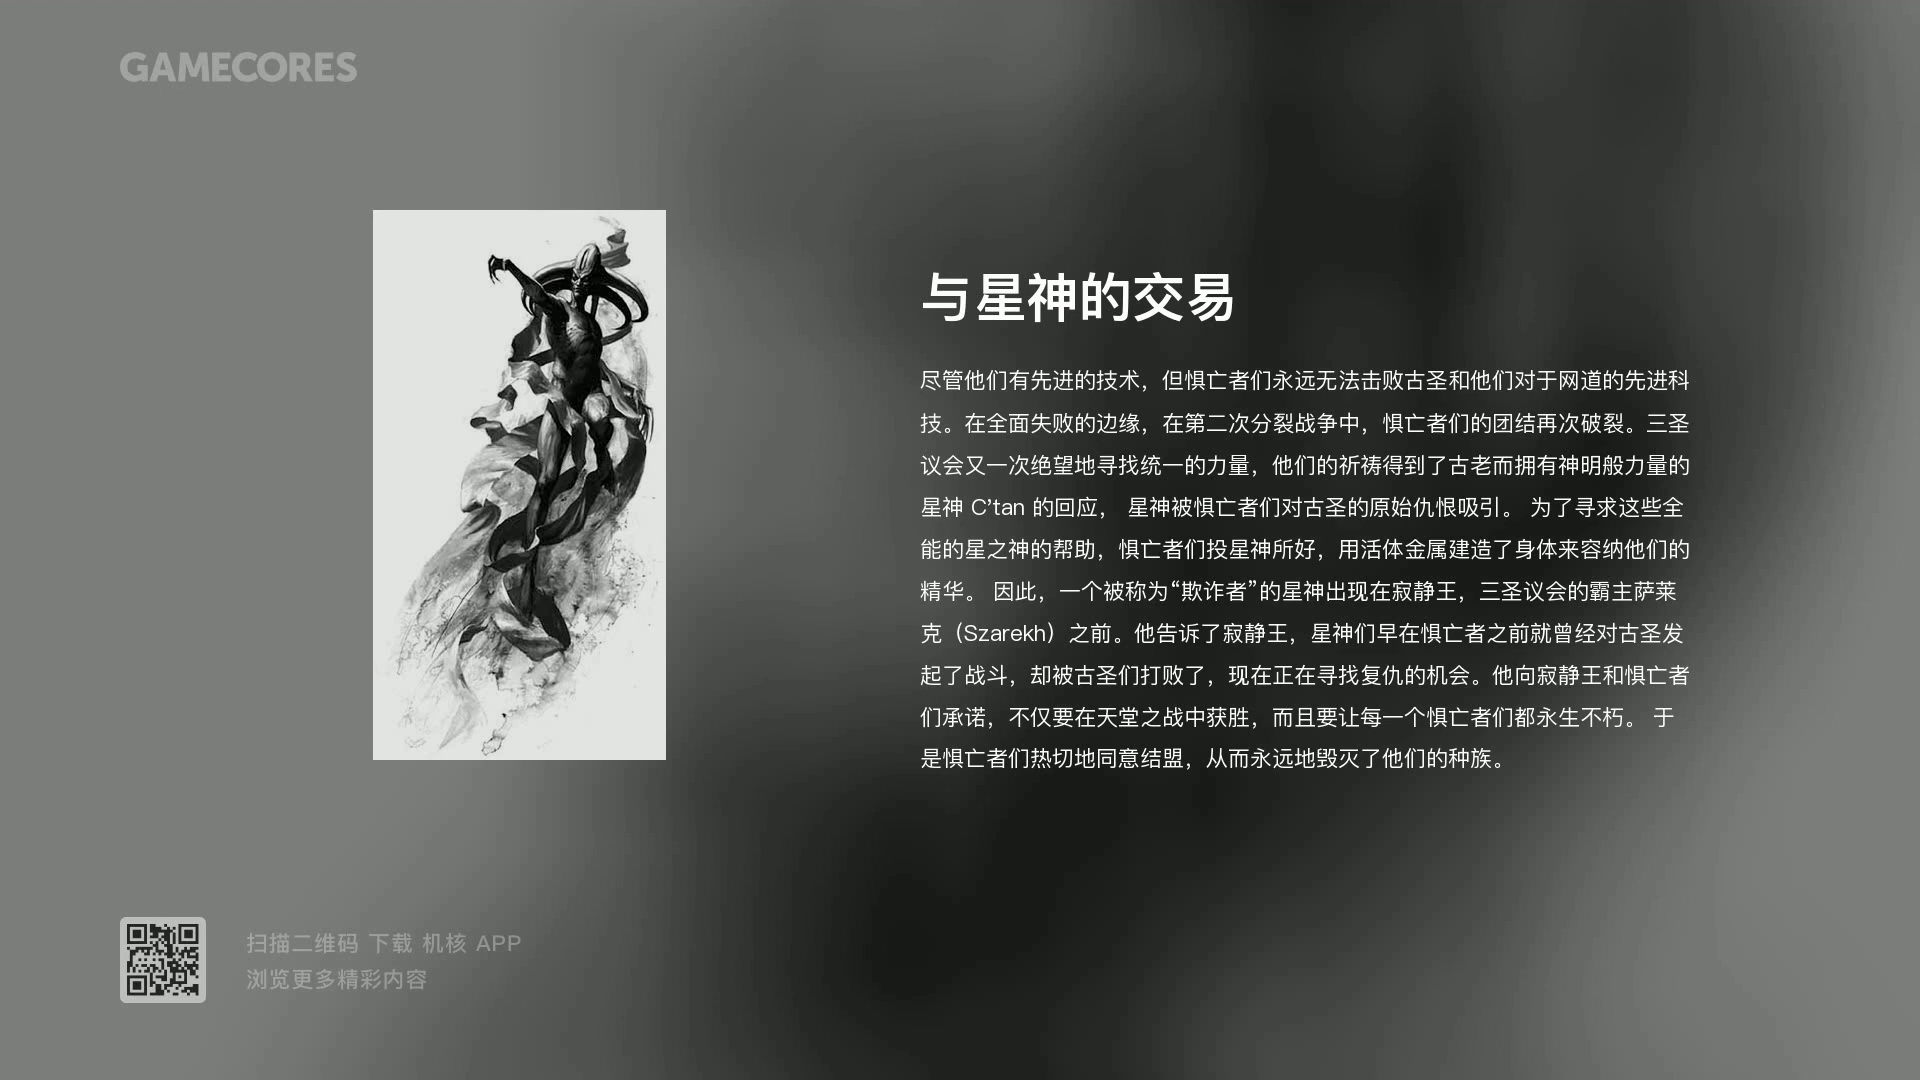 GAMECORES
与星神的交易
尽管他们有先进的技术，但惧亡者们永远无法击败古圣和他们对于网道的先进科
技。在全面失败的边缘，在第二次分裂战争中，惧亡者们的团结再次破裂。三圣
议会又一次绝望地寻找统一的力量，他们的祈祷得到了古老而拥有神明般力量的
星神 C’tan 的回应， 星神被惧亡者们对古圣的原始仇恨吸引。 为了寻求这些全
能的星之神的帮助，惧亡者们投星神所好，用活体金属建造了身体来容纳他们的
精华。 因此，一个被称为“欺诈者”的星神出现在寂静王，三圣议会的霸主萨莱
克（Szarekh）之前。他告诉了寂静王，星神们早在惧亡者之前就曾经对古圣发
起了战斗，却被古圣们打败了，现在正在寻找复仇的机会。他向寂静王和惧亡者
们承诺，不仅要在天堂之战中获胜，而且要让每一个惧亡者们都永生不朽。 于
是惧亡者们热切地同意结盟，从而永远地毁灭了他们的种族。
扫描二维码 下载 机核 APP
浏览更多精彩内容